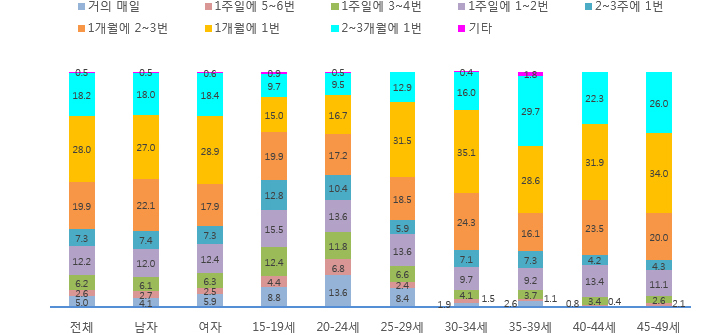 거의 매일 1주일에 5~6번 1주일에 3~4번 1주일에 1~2번 2~3주에 1번
1개월에 2~3번 1개월에 1번 2~3개월에 1번 기타
0.5 0.5 0.6 0.9 0.5 0.4 1.8
18.2 18.0 18.4 9.7 9.5 12.9 16.0 29.7 22.3 26.0
28.0 27.0 28.9 15.0 16.7 31.5 35.1 28.6 31.9 34.0
19.9 22.1 17.9 19.9 17.2 18.5 24.3 16.1 23.5 20.0
7.3 7.4 7.3 12.8 10.4 5.9 7.1 7.3 4.2 4.3
12.2 12.0 12.4 15.5 13.6 13.6 9.7 9.2 13.4 11.1
6.2 6.1 6.3 12.4 11.8 6.6 4.1 3.7 3.4 2.6
2.6 2.7 2.5 4.4 6.8 2.4 1.5 1.1 0.4 2.1
5.0 4.1 5.9 8.8 13.6 8.4 1.9 2.6 0.8
전체 남자 여자 15-19세 20-24세 25-29세 30-34세 35-39세 40-44세 45-49세